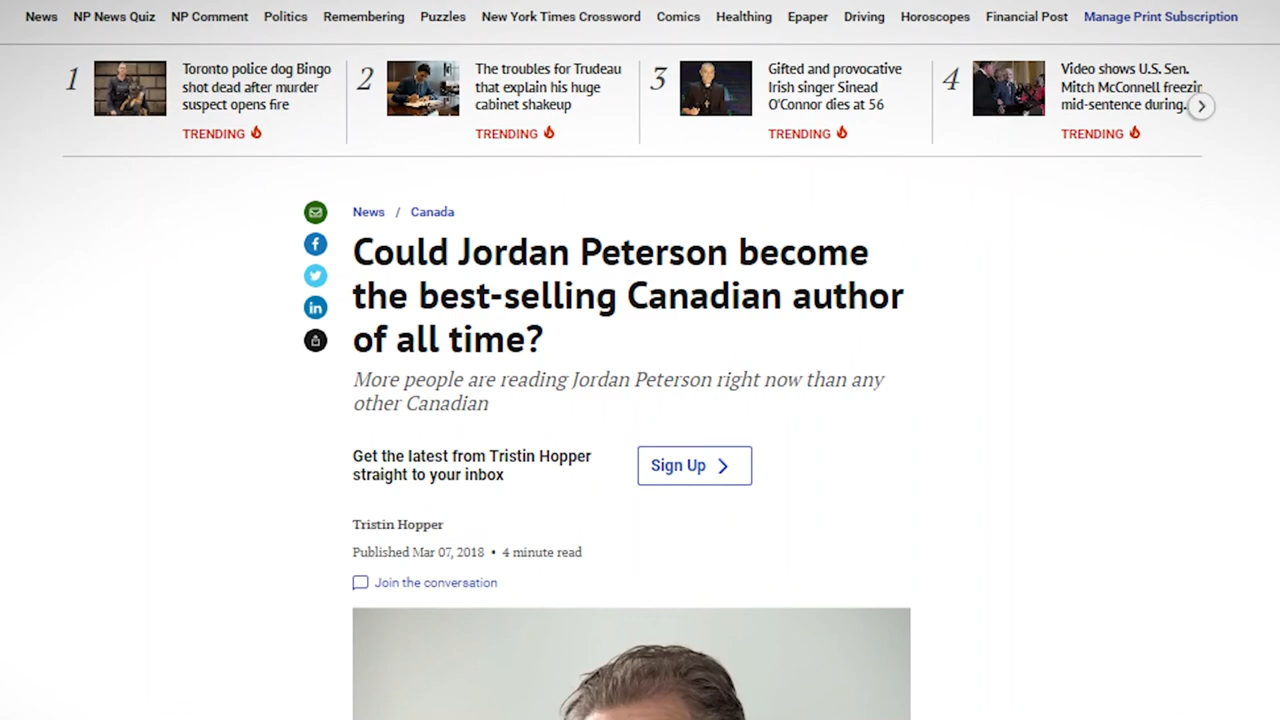 News NP News Quiz NP Comment Politics Remembering Puzzles New York Times Crossword Comics Healthing Epaper Driving Horoscopes Financial Post Manage Print Subscription
1
Toronto police dog Bingo
shot dead after murder
suspect opens fire
TRENDING
2
The troubles for Trudeau
that explain his huge
cabinet shakeup
TRENDING
3
Gifted and provocative
Irish singer Sinead
O'Connor dies at 56
TRENDING
4
Video shows U.S. Sen.
Mitch McConnell freezin
mid-sentence during...
TRENDING
News / Canada
Could Jordan Peterson become
the best-selling Canadian author
of all time?
More people are reading Jordan Peterson right now than any
other Canadian
Get the latest from Tristin Hopper
straight to your inbox
Sign Up
Tristin Hopper
Published Mar 07, 2018 • 4 minute read
Join the conversation